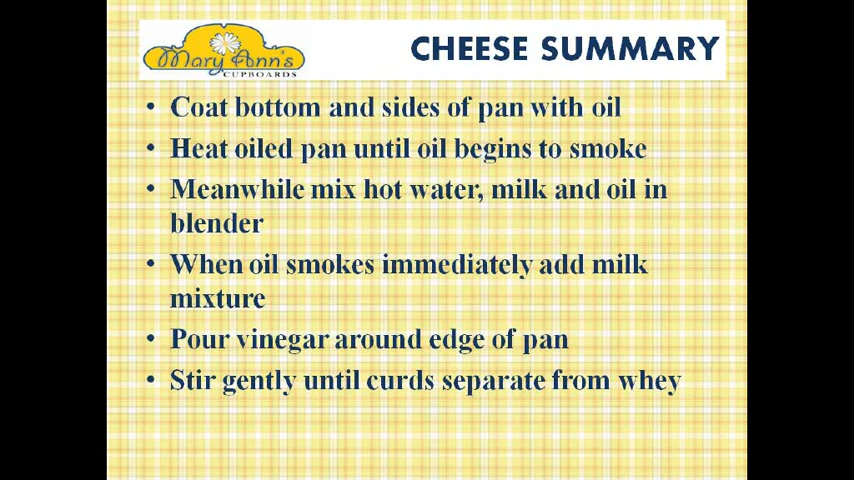 Mary Ann's
CUPBOARDS
CHEESE SUMMARY
• Coat bottom and sides of pan with oil
• Heat oiled pan until oil begins to smoke
• Meanwhile mix hot water, milk and oil in
blender
• When oil smokes immediately add milk
mixture
• Pour vinegar around edge of pan
• Stir gently until curds separate from whey